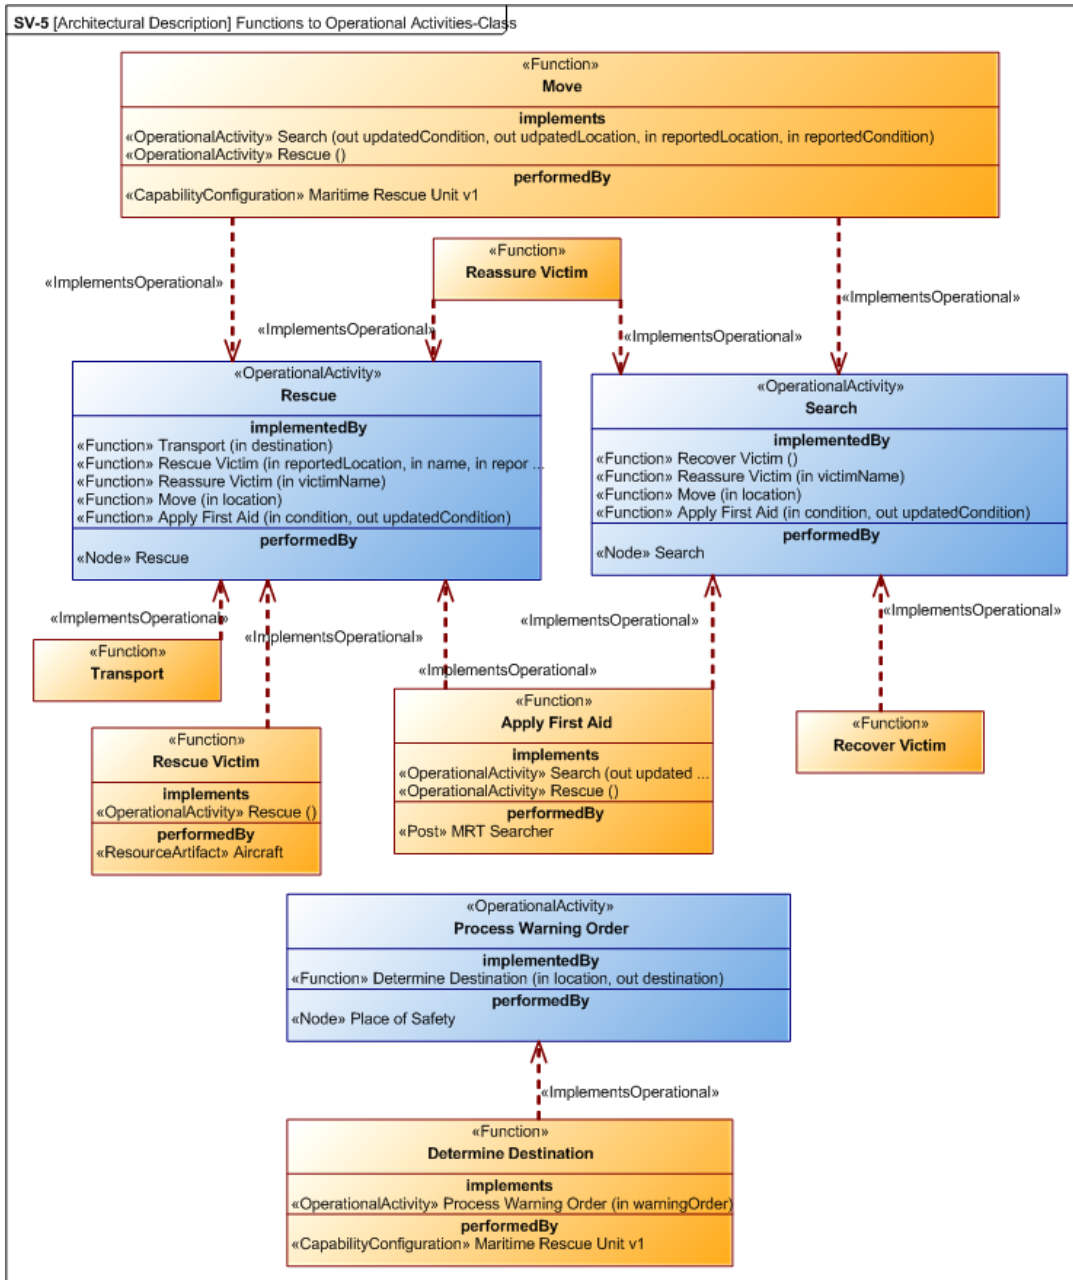 SV-5 [Architectural Description] Functions to Operational Activities-Class
«Function»
Move
implements
«OperationalActivity» Search (out updatedCondition, out udpatedLocation, in reportedLocation, in reportedCondition)
«OperationalActivity» Rescue ()
performedBy
«CapabilityConfiguration» Maritime Rescue Unit v1
«Function»
Reassure Victim
«ImplementsOperational»
«ImplementsOperational»
«ImplementsOperational»
«ImplementsOperational»
«OperationalActivity»
Rescue
implementedBy
«Function» Transport (in destination)
«Function» Rescue Victim (in reportedLocation, in name, in repor ...
«Function» Reassure Victim (in victimName)
«Function» Move (in location)
«Function» Apply First Aid (in condition, out updatedCondition)
performedBy
«Node» Rescue
«OperationalActivity»
Search
implementedBy
«Function» Recover Victim ()
«Function» Reassure Victim (in victimName)
«Function» Move (in location)
«Function» Apply First Aid (in condition, out updatedCondition)
performedBy
«Node» Search
«ImplementsOperational»
«ImplementsOperational»
«ImplementsOperational»
«ImplementsOperational»
«ImplementsOperational»
«Function»
Transport
«Function»
Rescue Victim
implements
«OperationalActivity» Rescue ()
performedBy
«ResourceArtifact» Aircraft
«Function»
Apply First Aid
implements
«OperationalActivity» Search (out updated ...
«OperationalActivity» Rescue ()
performedBy
«Post» MRT Searcher
«Function»
Recover Victim
«OperationalActivity»
Process Warning Order
implementedBy
«Function» Determine Destination (in location, out destination)
performedBy
«Node» Place of Safety
«ImplementsOperational»
«Function»
Determine Destination
implements
«OperationalActivity» Process Warning Order (in warningOrder)
performedBy
«CapabilityConfiguration» Maritime Rescue Unit v1